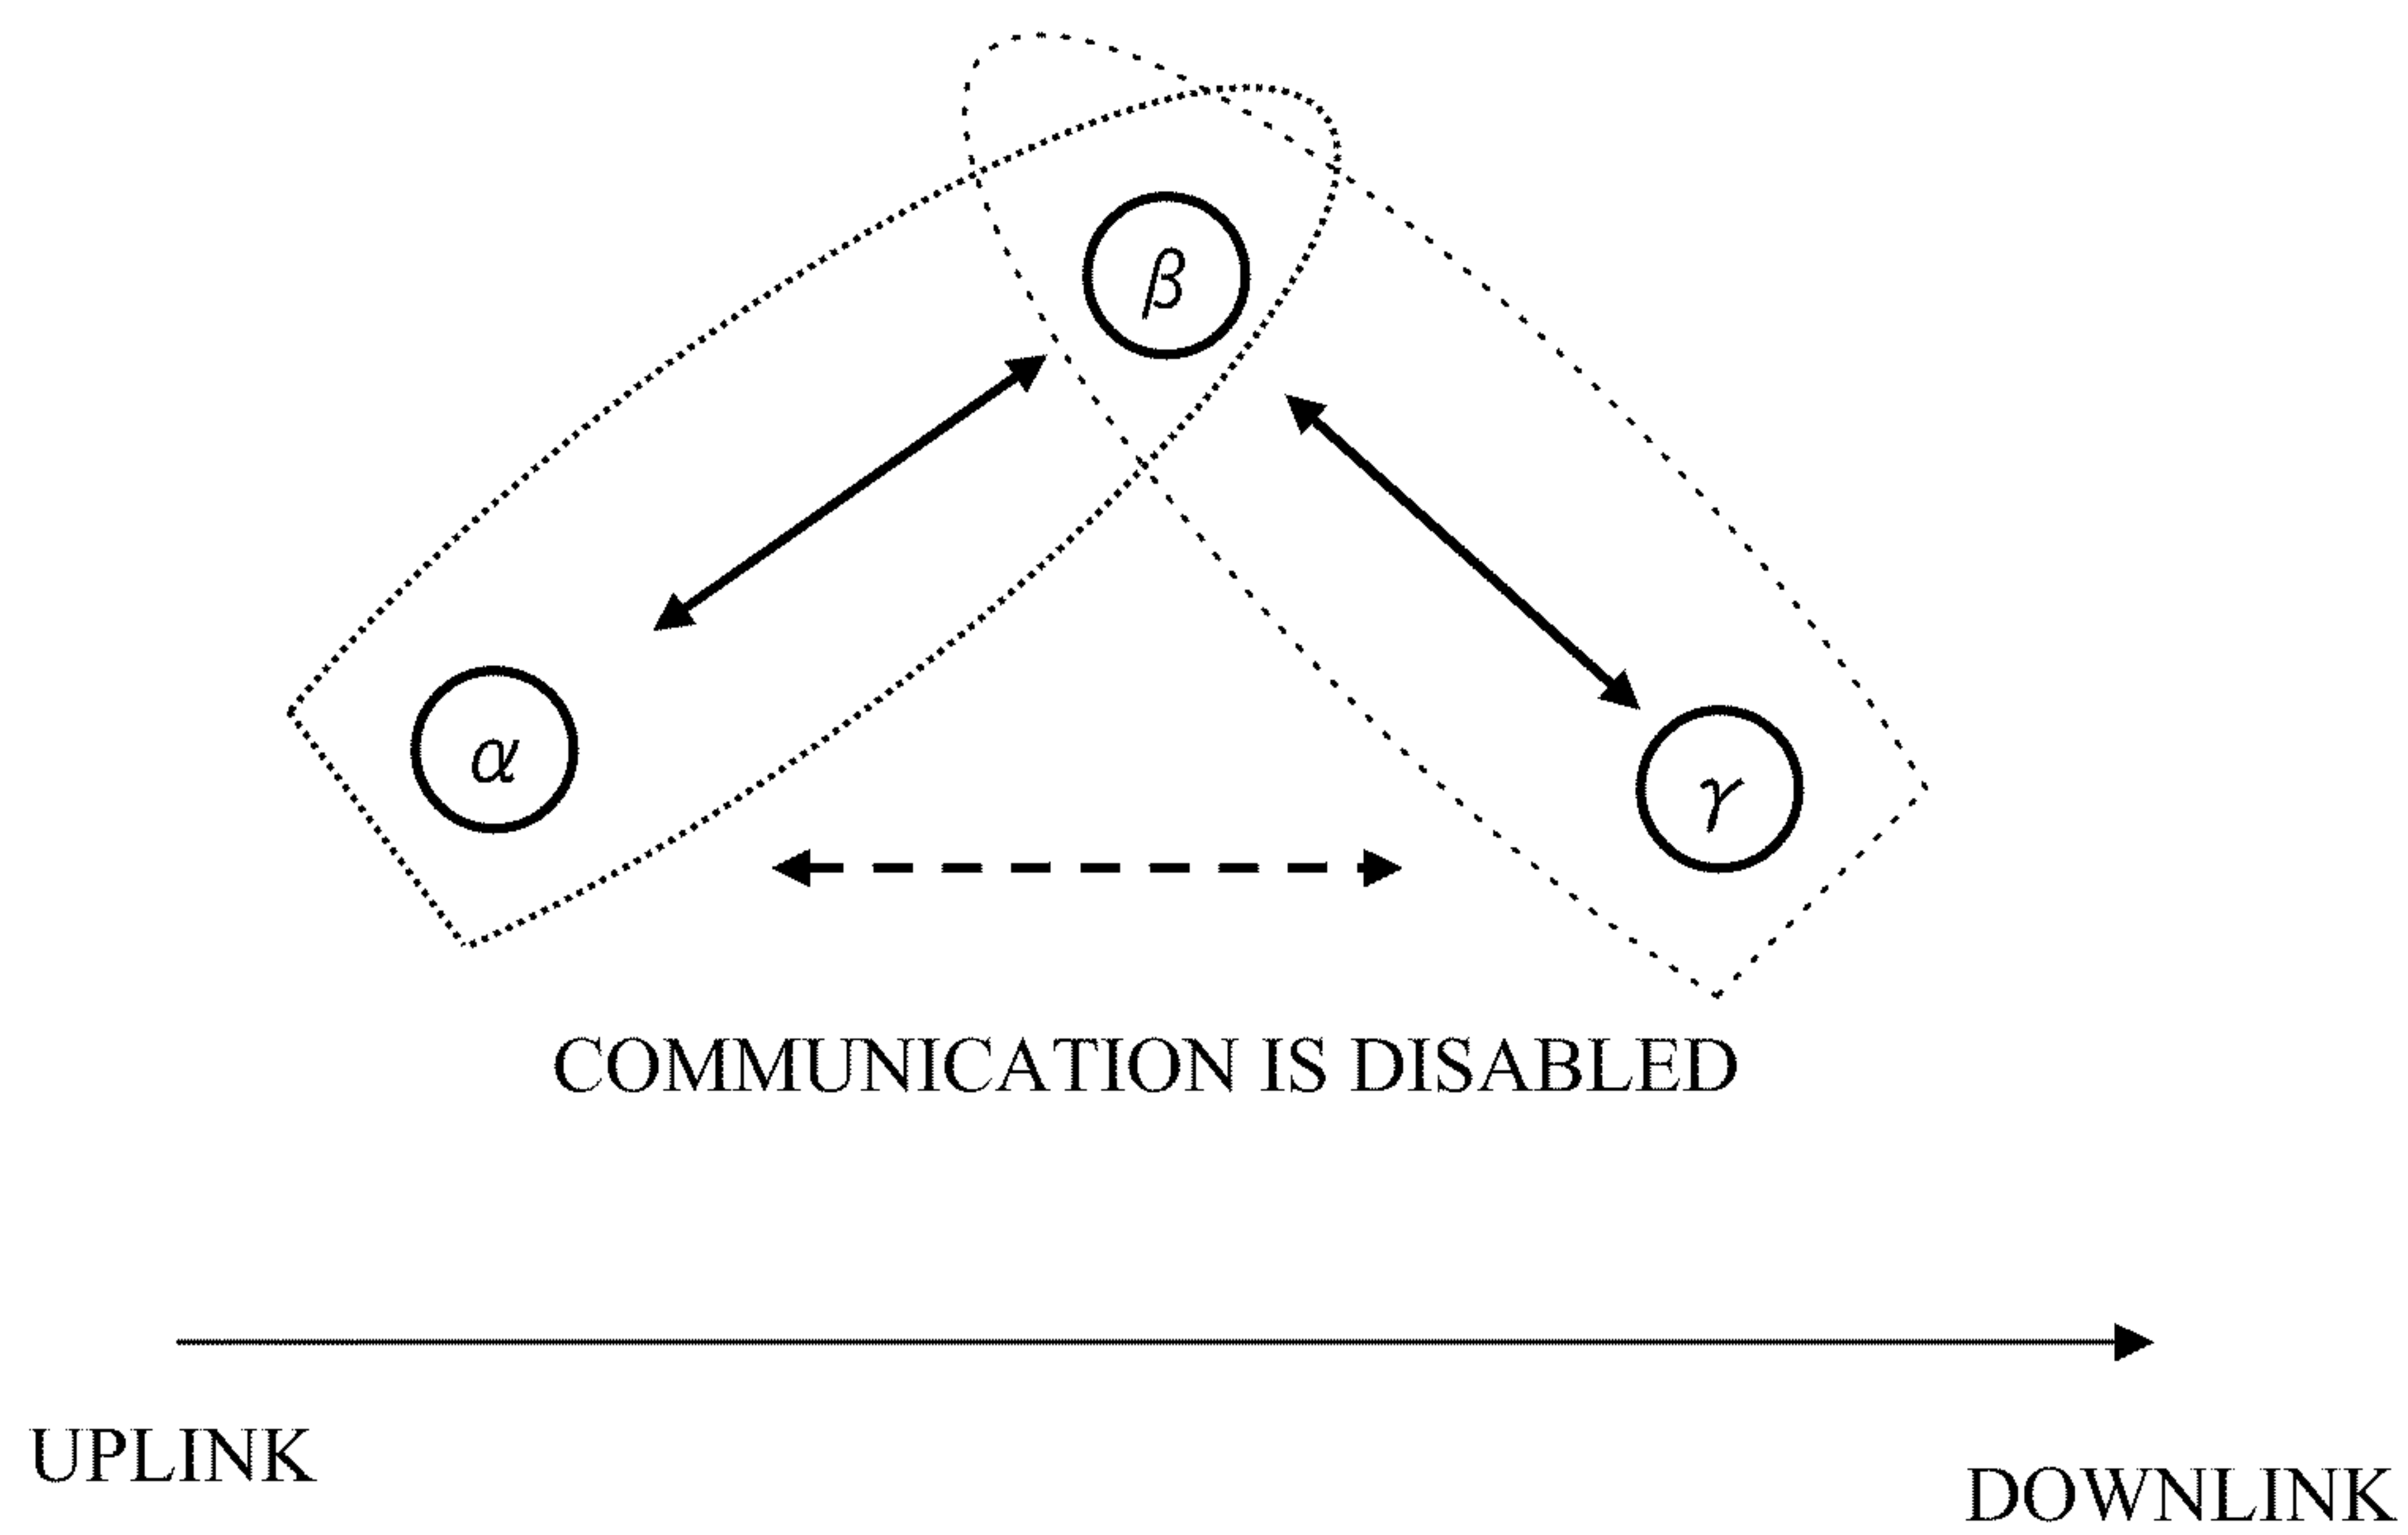 β
α
γ
COMMUNICATION IS DISABLED
UPLINK
DOWNLINK